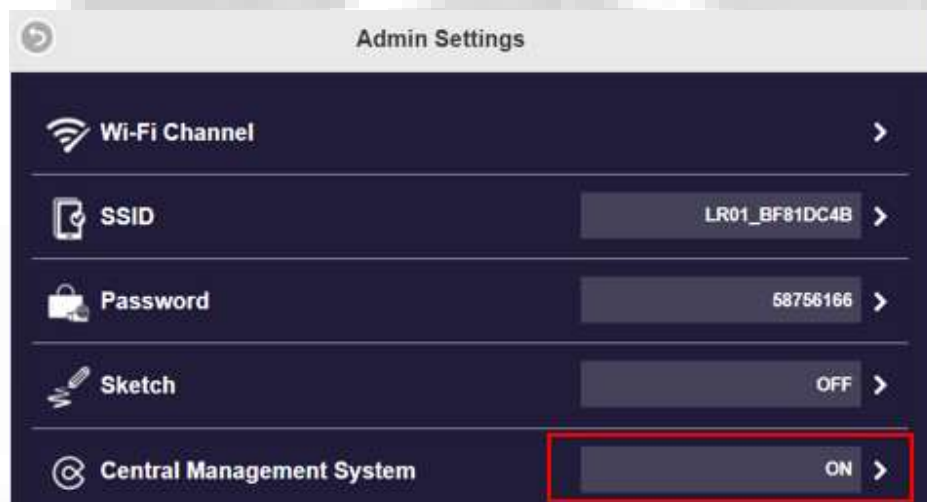 Admin Settings
Wi-Fi Channel
SSID LR01_BF81DC4B
Password 58756166
Sketch OFF
Central Management System ON